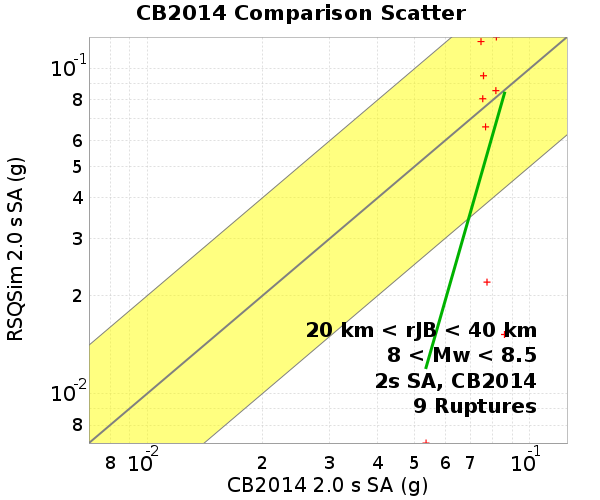 CB2014 Comparison Scatter
RSQSim 2.0 s SA (g)
10-1
8
6
5
4
3
2
10-2
8
20 km < rJB < 40 km
8 < Mw < 8.5
2s SA, CB2014
9 Ruptures
8 10-2 2 3 4 5 6 7 10-1
CB2014 2.0 s SA (g)